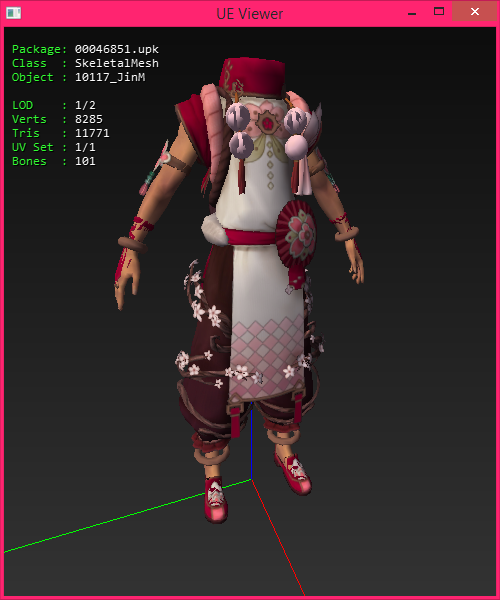 UE Viewer
Package: 00046851.upk
Class  : SkeletalMesh
Object : 10117_JinM
LOD    : 1/2
Verts  : 8285
Tris   : 11771
UV Set : 1/1
Bones  : 101